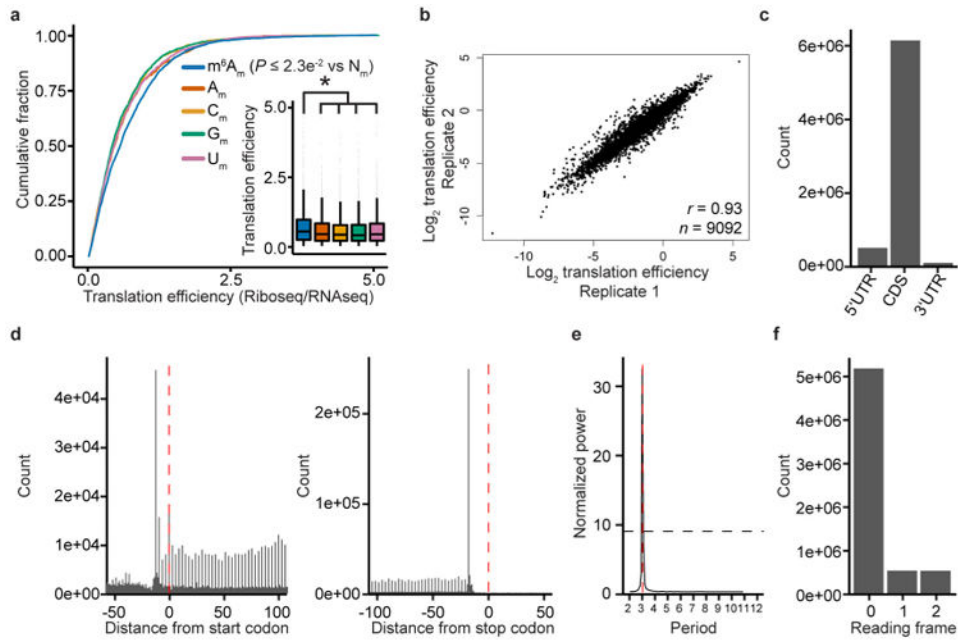 a
1.00
0.75
0.50
0.25
0.00
Cumulative fraction
m⁶Aₘ (P ≤ 2.3e⁻² vs Nₘ)
Aₘ
Cₘ
Gₘ
Uₘ
*
5.0
2.5
0.0
Translation efficiency
0.0 2.5 5.0
Translation efficiency (Riboseq/RNAseq)
b
0
-5
-10
Log₂ translation efficiency
Replicate 2
r = 0.93
n = 9092
-10 -5 0 5
Log₂ translation efficiency
Replicate 1
c
6e+06
4e+06
2e+06
0e+00
Count
5'UTR CDS 3'UTR
d
4e+04
3e+04
2e+04
1e+04
0e+00
Count
-50 0 50 100
Distance from start codon
2e+05
1e+05
0e+00
Count
-100 -50 0 50
Distance from stop codon
e
30
20
10
0
Normalized power
2 3 4 5 6 7 8 9 10 11 12
Period
f
5e+06
4e+06
3e+06
2e+06
1e+06
0e+00
Count
0 1 2
Reading frame